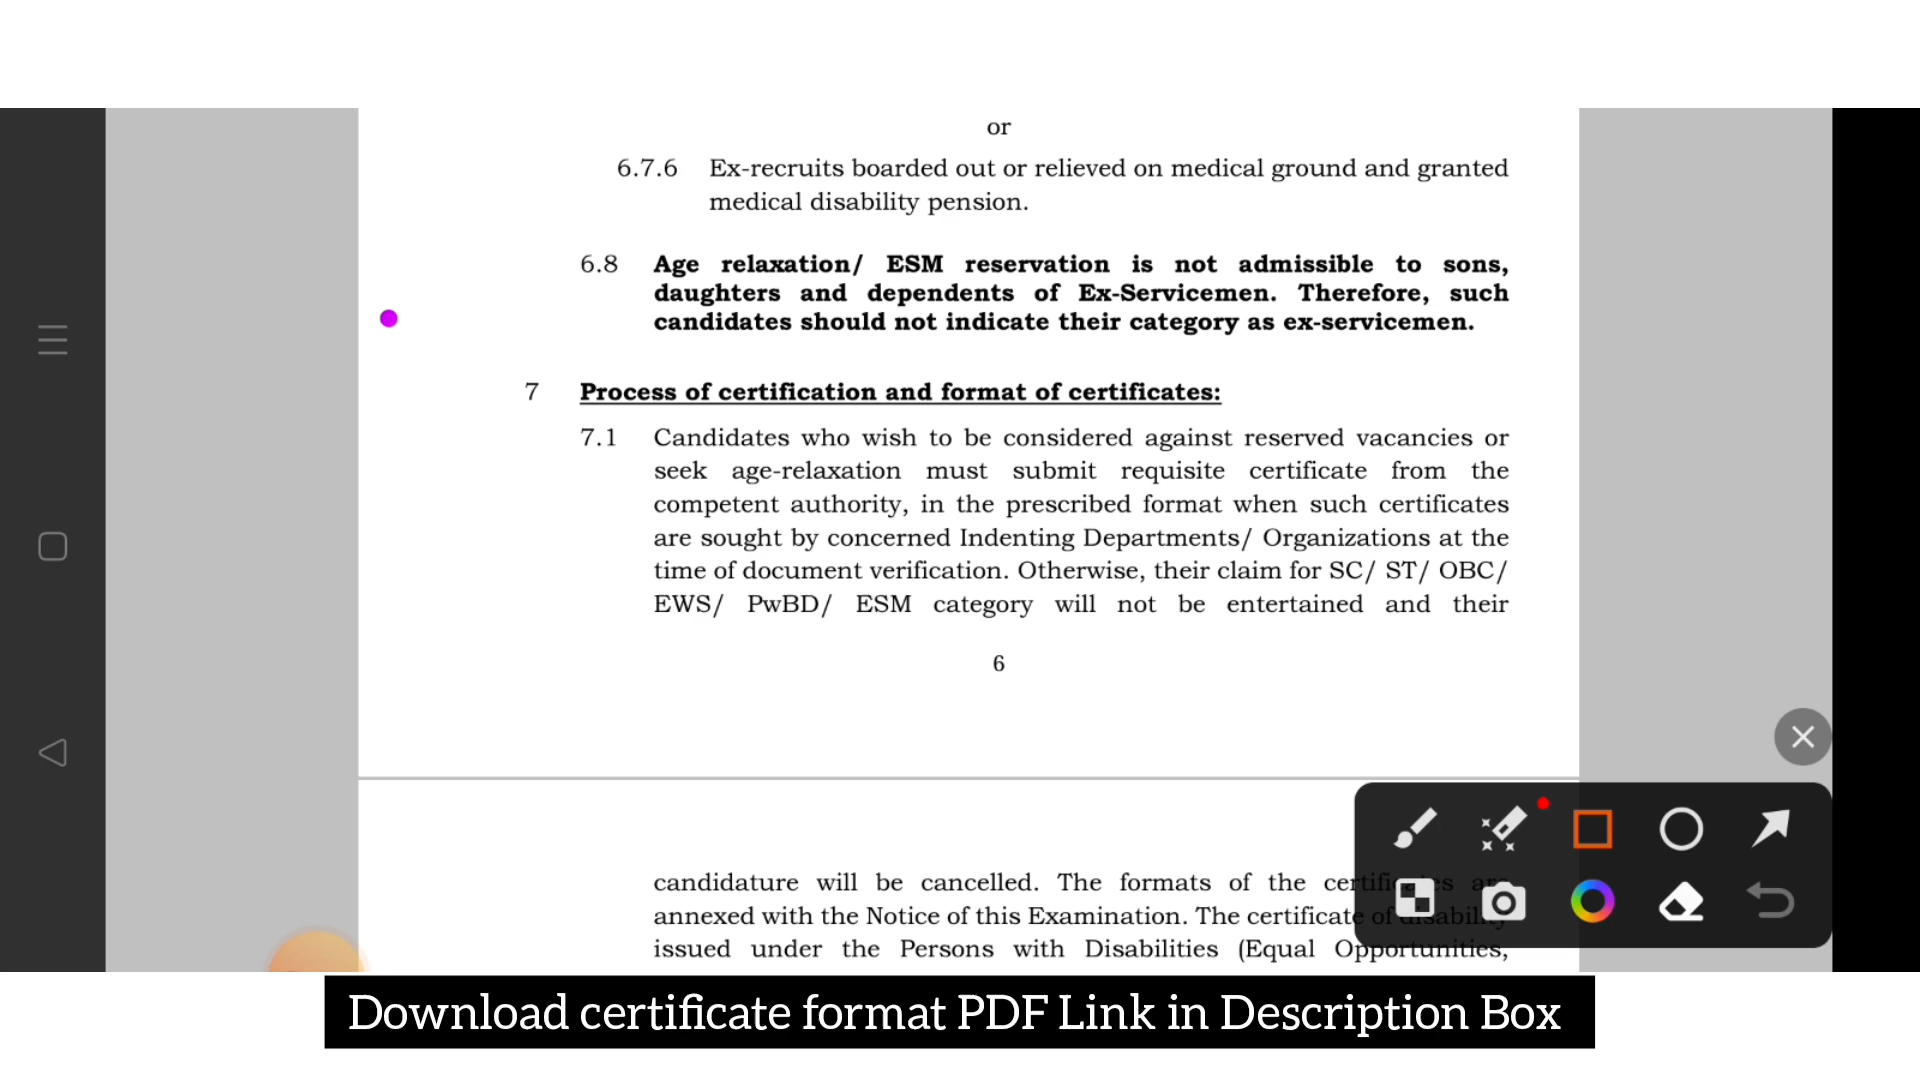 or
6.7.6 Ex-recruits boarded out or relieved on medical ground and granted
medical disability pension.
6.8 Age relaxation/ ESM reservation is not admissible to sons,
daughters and dependents of Ex-Servicemen. Therefore, such
candidates should not indicate their category as ex-servicemen.
7 Process of certification and format of certificates:
7.1 Candidates who wish to be considered against reserved vacancies or
seek age-relaxation must submit requisite certificate from the
competent authority, in the prescribed format when such certificates
are sought by concerned Indenting Departments/ Organizations at the
time of document verification. Otherwise, their claim for SC/ ST/ OBC/
EWS/ PwBD/ ESM category will not be entertained and their
6
candidature will be cancelled. The formats of the certificates are
annexed with the Notice of this Examination. The certificate of disability
issued under the Persons with Disabilities (Equal Opportunities,
Download certificate format PDF Link in Description Box